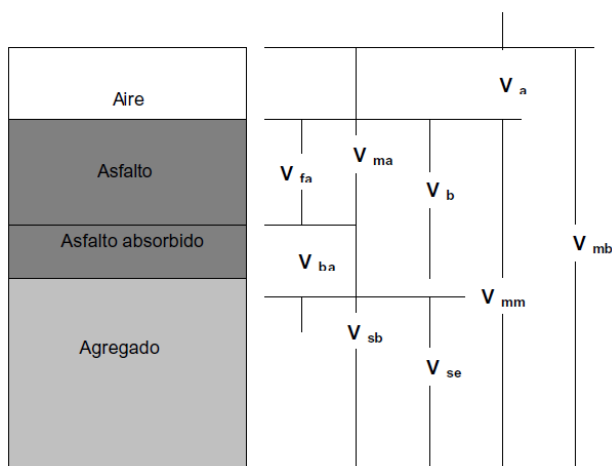 Aire
Asfalto
Asfalto absorbido
Agregado
V a
V ma
V fa
V b
V mb
V ba
V mm
V sb
V se